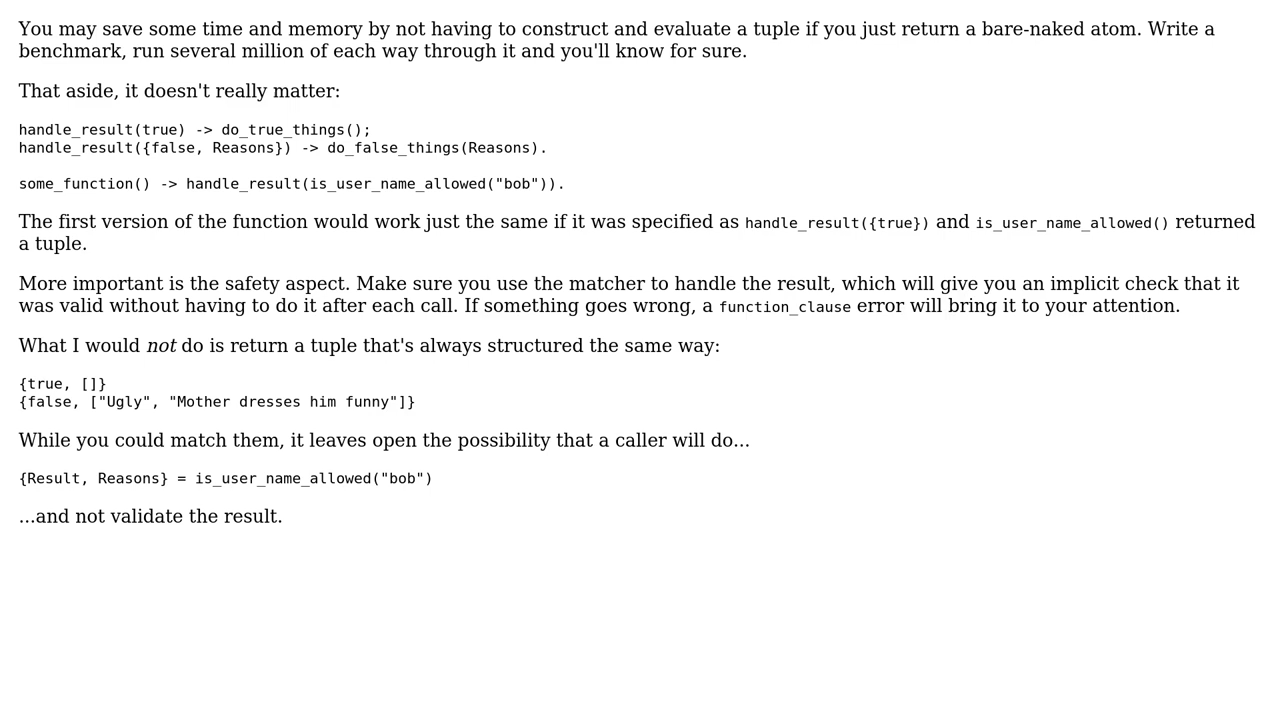 You may save some time and memory by not having to construct and evaluate a tuple if you just return a bare-naked atom. Write a
benchmark, run several million of each way through it and you'll know for sure.
That aside, it doesn't really matter:
handle_result(true) -> do_true_things();
handle_result({false, Reasons}) -> do_false_things(Reasons).
some_function() -> handle_result(is_user_name_allowed("bob")).
The first version of the function would work just the same if it was specified as handle_result({true}) and is_user_name_allowed() returned
a tuple.
More important is the safety aspect. Make sure you use the matcher to handle the result, which will give you an implicit check that it
was valid without having to do it after each call. If something goes wrong, a function_clause error will bring it to your attention.
What I would not do is return a tuple that's always structured the same way:
{true, []}
{false, ["Ugly", "Mother dresses him funny"]}
While you could match them, it leaves open the possibility that a caller will do...
{Result, Reasons} = is_user_name_allowed("bob")
...and not validate the result.